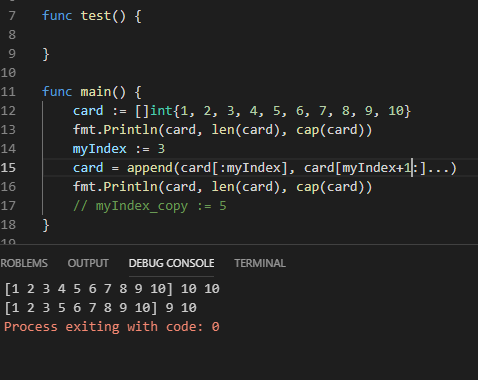 7 func test() {
8
9 }
10
11 func main() {
12 card := []int{1, 2, 3, 4, 5, 6, 7, 8, 9, 10}
13 fmt.Println(card, len(card), cap(card))
14 myIndex := 3
15 card = append(card[:myIndex], card[myIndex+1:]...)
16 fmt.Println(card, len(card), cap(card))
17 // myIndex_copy := 5
18 }
19
ROBLEMS OUTPUT DEBUG CONSOLE TERMINAL
[1 2 3 4 5 6 7 8 9 10] 10 10
[1 2 3 5 6 7 8 9 10] 9 10
Process exiting with code: 0